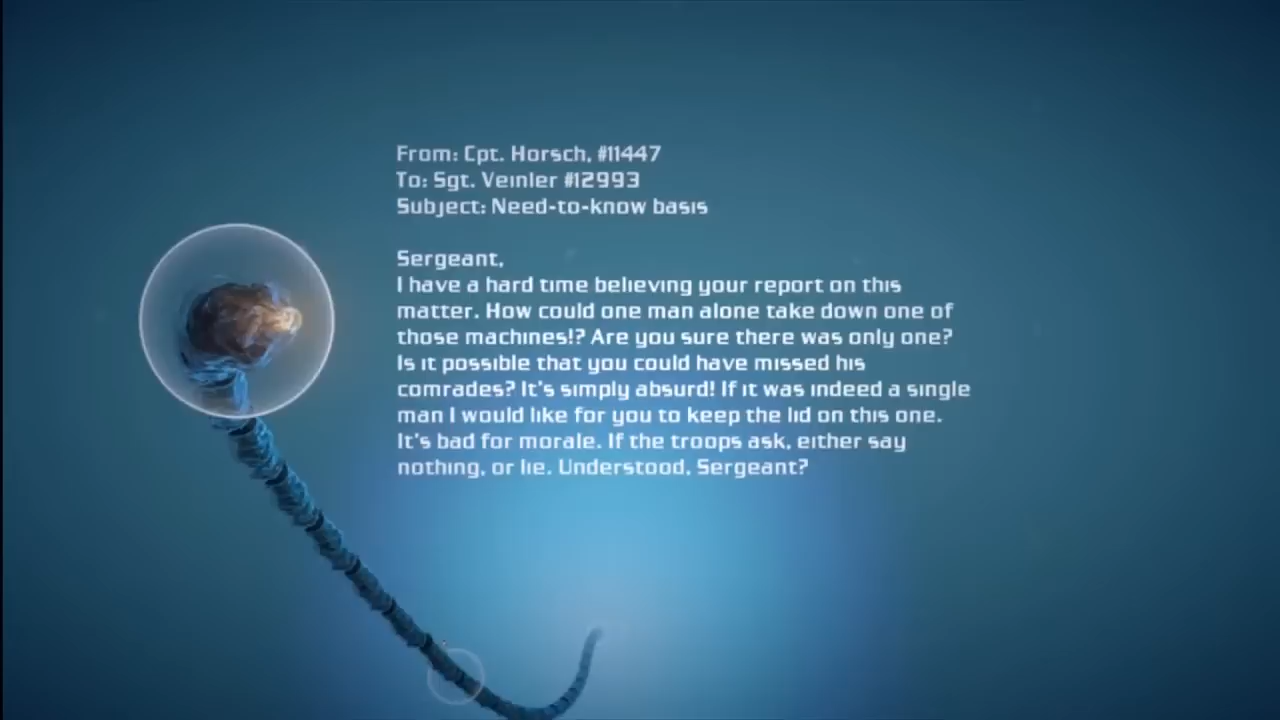 From: Cpt. Horsch, #11447
To: Sgt. Veinler #12993
Subject: Need-to-know basis
Sergeant,
I have a hard time believing your report on this
matter. How could one man alone take down one of
those machines!? Are you sure there was only one?
Is it possible that you could have missed his
comrades? It's simply absurd! If it was indeed a single
man I would like for you to keep the lid on this one.
It's bad for morale. If the troops ask, either say
nothing, or lie. Understood, Sergeant?